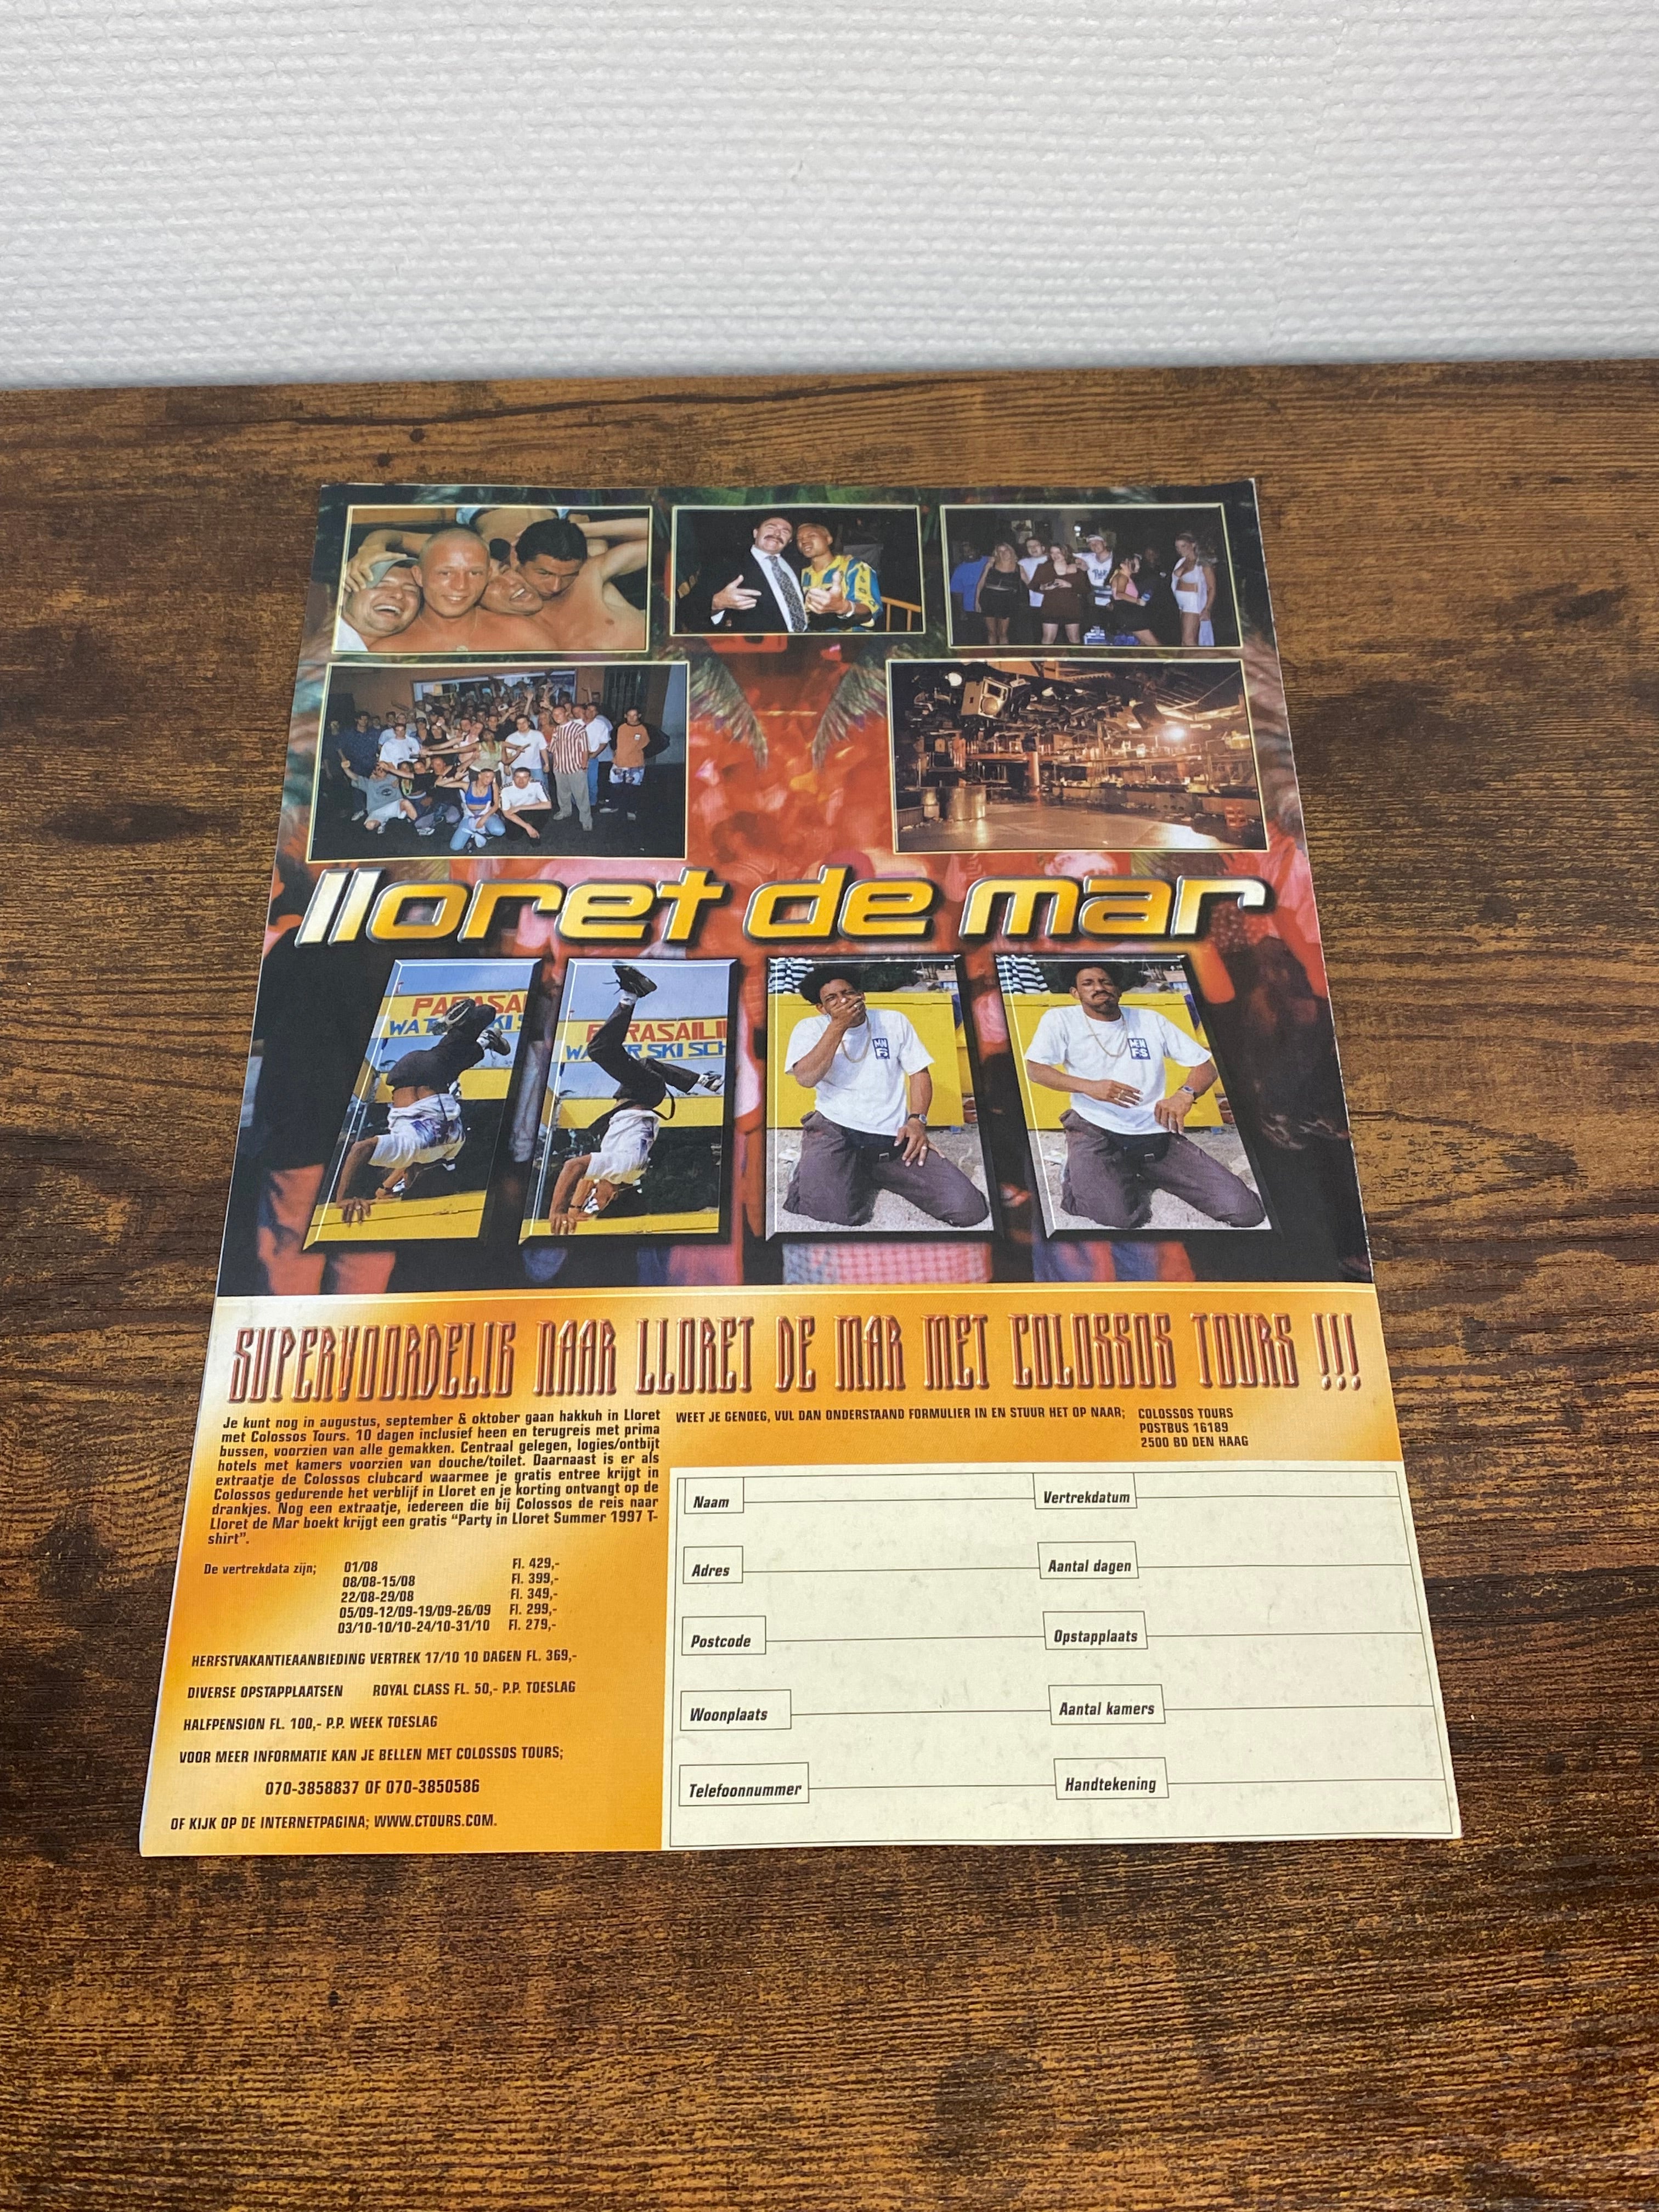 lloret de mar
PARASAI
WAT SKI S
PARASAILI
WA R SKI SCH
SUPERVOORDELIG NAAR LLORET DE MAR MET COLOSSOS TOURS !!!
Je kunt nog in augustus, september & oktober gaan hakkuh in Lloret
met Colossos Tours. 10 dagen inclusief heen en terugreis met prima
bussen, voorzien van alle gemakken. Centraal gelegen, logies/ontbijt
hotels met kamers voorzien van douche/toilet. Daarnaast is er als
extraatje de Colossos clubcard waarmee je gratis entree krijgt in
Colossos gedurende het verblijf in Lloret en je korting ontvangt op de
drankjes. Nog een extraatje, iedereen die bij Colossos de reis naar
Lloret de Mar boekt krijgt een gratis “Party in Lloret Summer 1997 T-
shirt”.
De vertrekdata zijn; 01/08 Fl. 429,-
08/08-15/08 Fl. 399,-
22/08-29/08 Fl. 349,-
05/09-12/09-19/09-26/09 Fl. 299,-
03/10-10/10-24/10-31/10 Fl. 279,-
HERFSTVAKANTIEAANBIEDING VERTREK 17/10 10 DAGEN FL. 369,-
DIVERSE OPSTAPPLAATSEN ROYAL CLASS FL. 50,- P.P. TOESLAG
HALFPENSION FL. 100,- P.P. WEEK TOESLAG
VOOR MEER INFORMATIE KAN JE BELLEN MET COLOSSOS TOURS;
070-3858837 OF 070-3850586
OF KIJK OP DE INTERNETPAGINA; WWW.CTOURS.COM.
WEET JE GENOEG, VUL DAN ONDERSTAAND FORMULIER IN EN STUUR HET OP NAAR; COLOSSOS TOURS
POSTBUS 16189
2500 BD DEN HAAG
Naam Vertrekdatum
Adres Aantal dagen
Postcode Opstapplaats
Woonplaats Aantal kamers
Telefoonnummer Handtekening